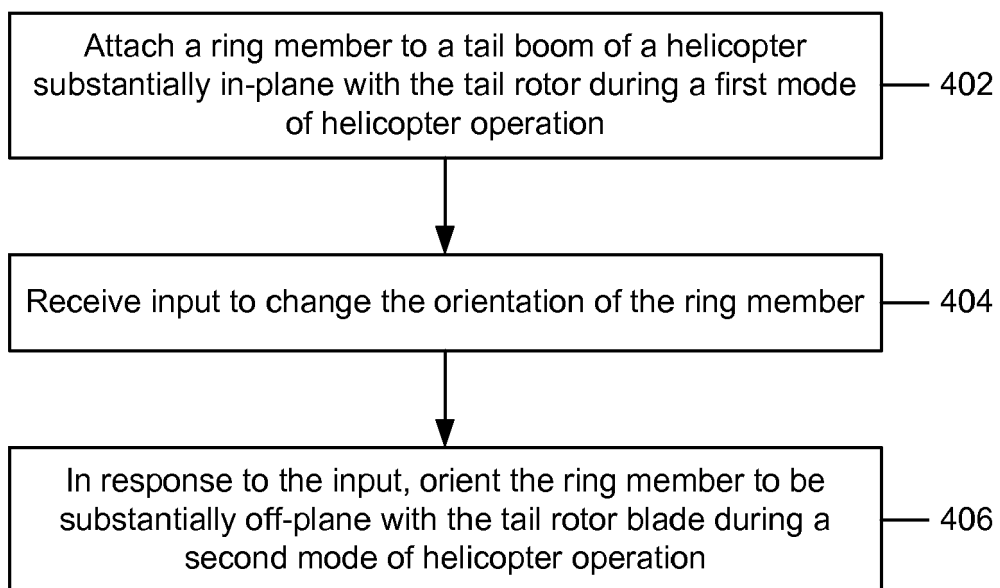 Attach a ring member to a tail boom of a helicopter
substantially in-plane with the tail rotor during a first mode
of helicopter operation
402
Receive input to change the orientation of the ring member
404
In response to the input, orient the ring member to be
substantially off-plane with the tail rotor blade during a
second mode of helicopter operation
406